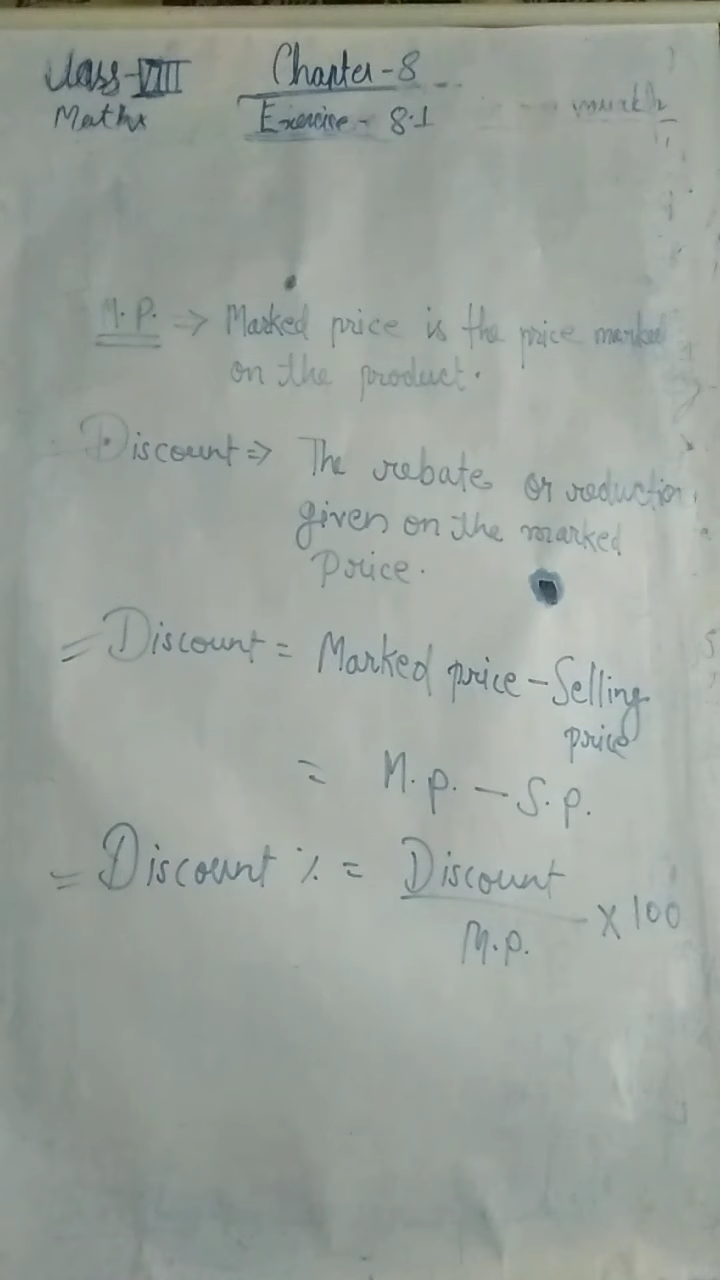 Class-VIII Chapter-8
Maths Exercise - 8.1
M.P. => Marked price is the price marked
on the product.
Discount => The rebate or reduction
given on the marked
Price.
= Discount = Marked price - Selling
price
= M.p. - S.p.
= Discount % = Discount
× 100
M.p.